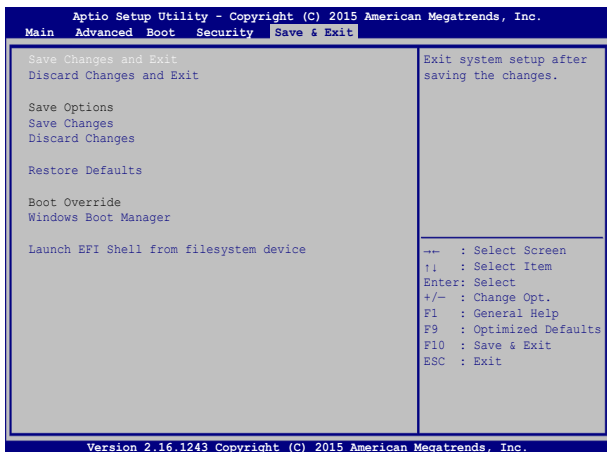 Aptio Setup Utility - Copyright (C) 2015 American Megatrends, Inc.
Main Advanced Boot Security Save & Exit
Save Changes and Exit
Discard Changes and Exit
Save Options
Save Changes
Discard Changes
Restore Defaults
Boot Override
Windows Boot Manager
Launch EFI Shell from filesystem device
Exit system setup after
saving the changes.
→← : Select Screen
↑↓ : Select Item
Enter: Select
+/— : Change Opt.
F1 : General Help
F9 : Optimized Defaults
F10 : Save & Exit
ESC : Exit
Version 2.16.1243 Copyright (C) 2015 American Megatrends, Inc.